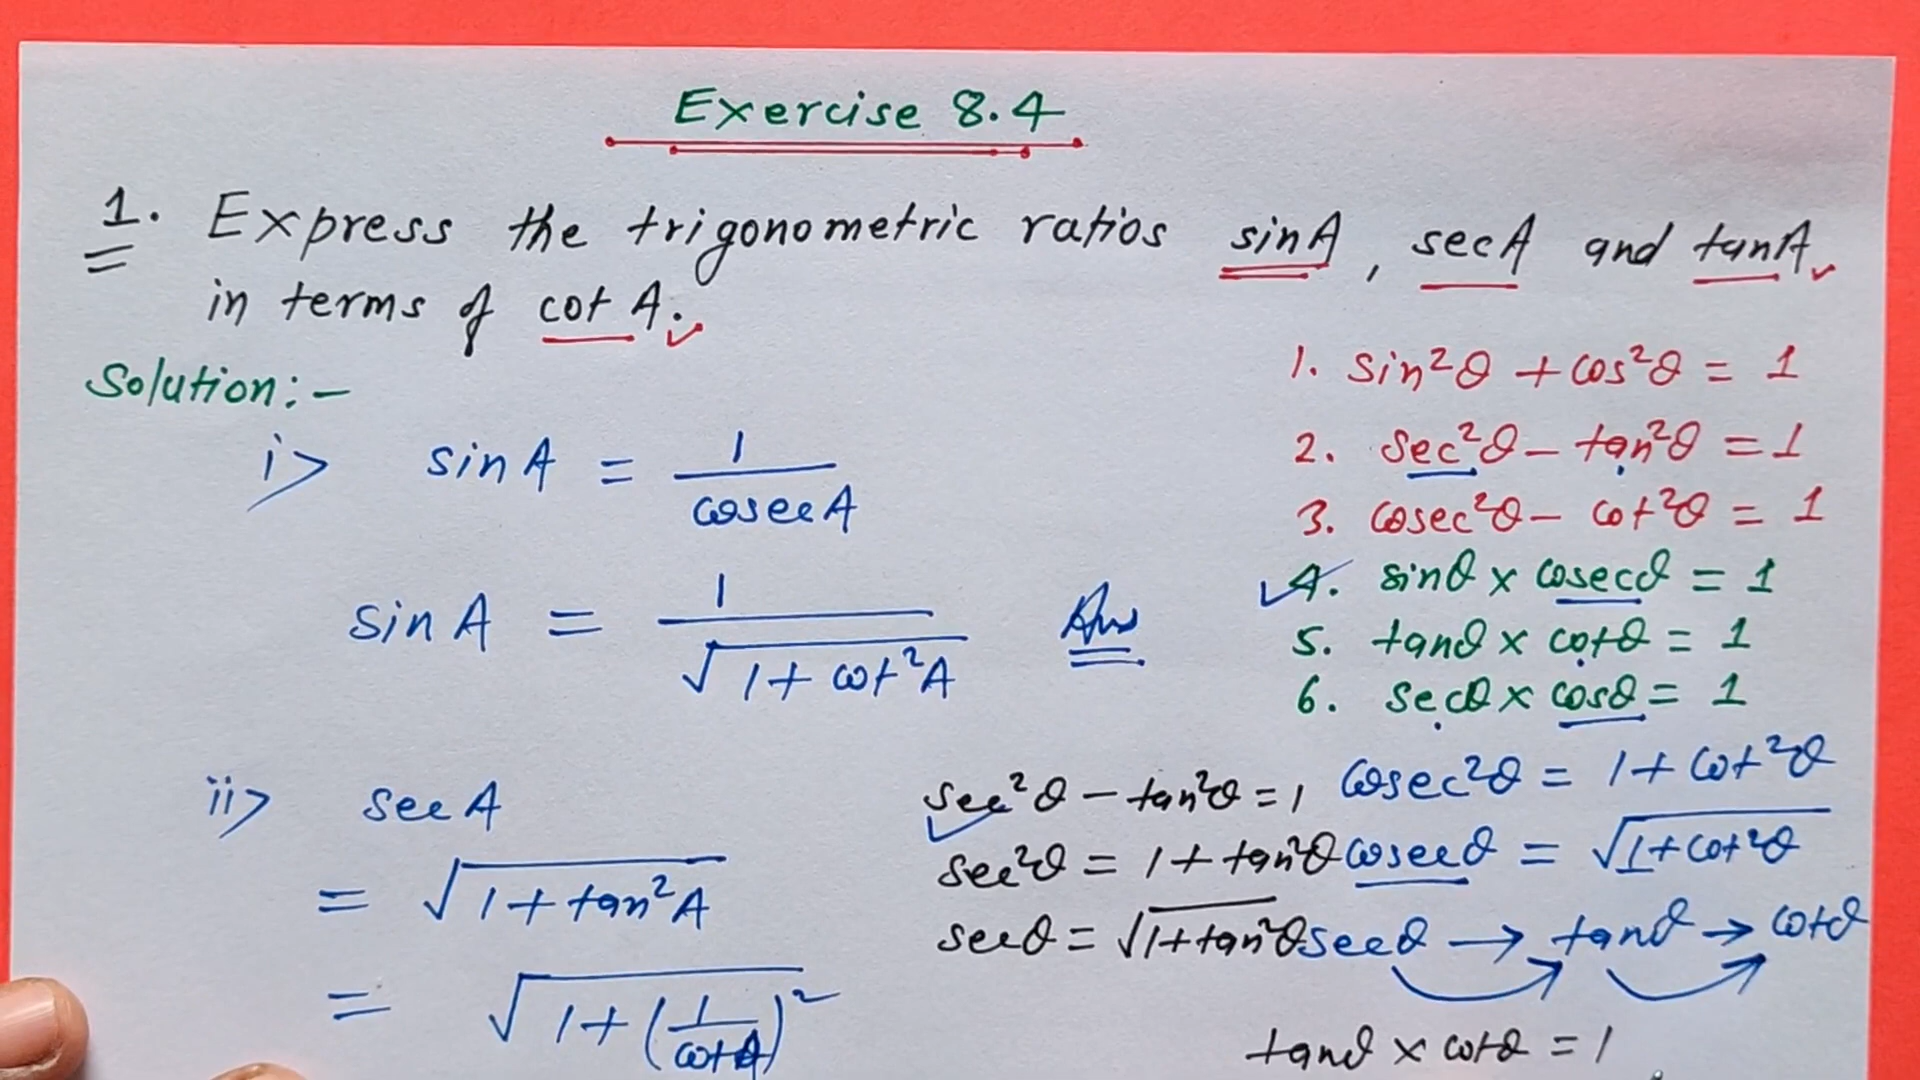 Exercise 8.4
1. Express the trigonometric ratios sinA, secA and tanA
in terms of cot A.
Solution:-
i> sinA = 1/cosecA
sinA = 1/√(1+cot²A) Ans
ii> secA
= √(1+tan²A)
= √(1+(1/cotA)²)
1. sin²θ + cos²θ = 1
2. sec²θ - tan²θ = 1
3. cosec²θ - cot²θ = 1
4. sinθ × cosecθ = 1
5. tanθ × cotθ = 1
6. secθ × cosθ = 1
cosec²θ = 1+cot²θ
cosecθ = √(1+cot²θ)
secθ → tanθ → cotθ
sec²θ - tan²θ = 1
sec²θ = 1+tan²θ
secθ = √(1+tan²θ)
tanθ × cotθ = 1